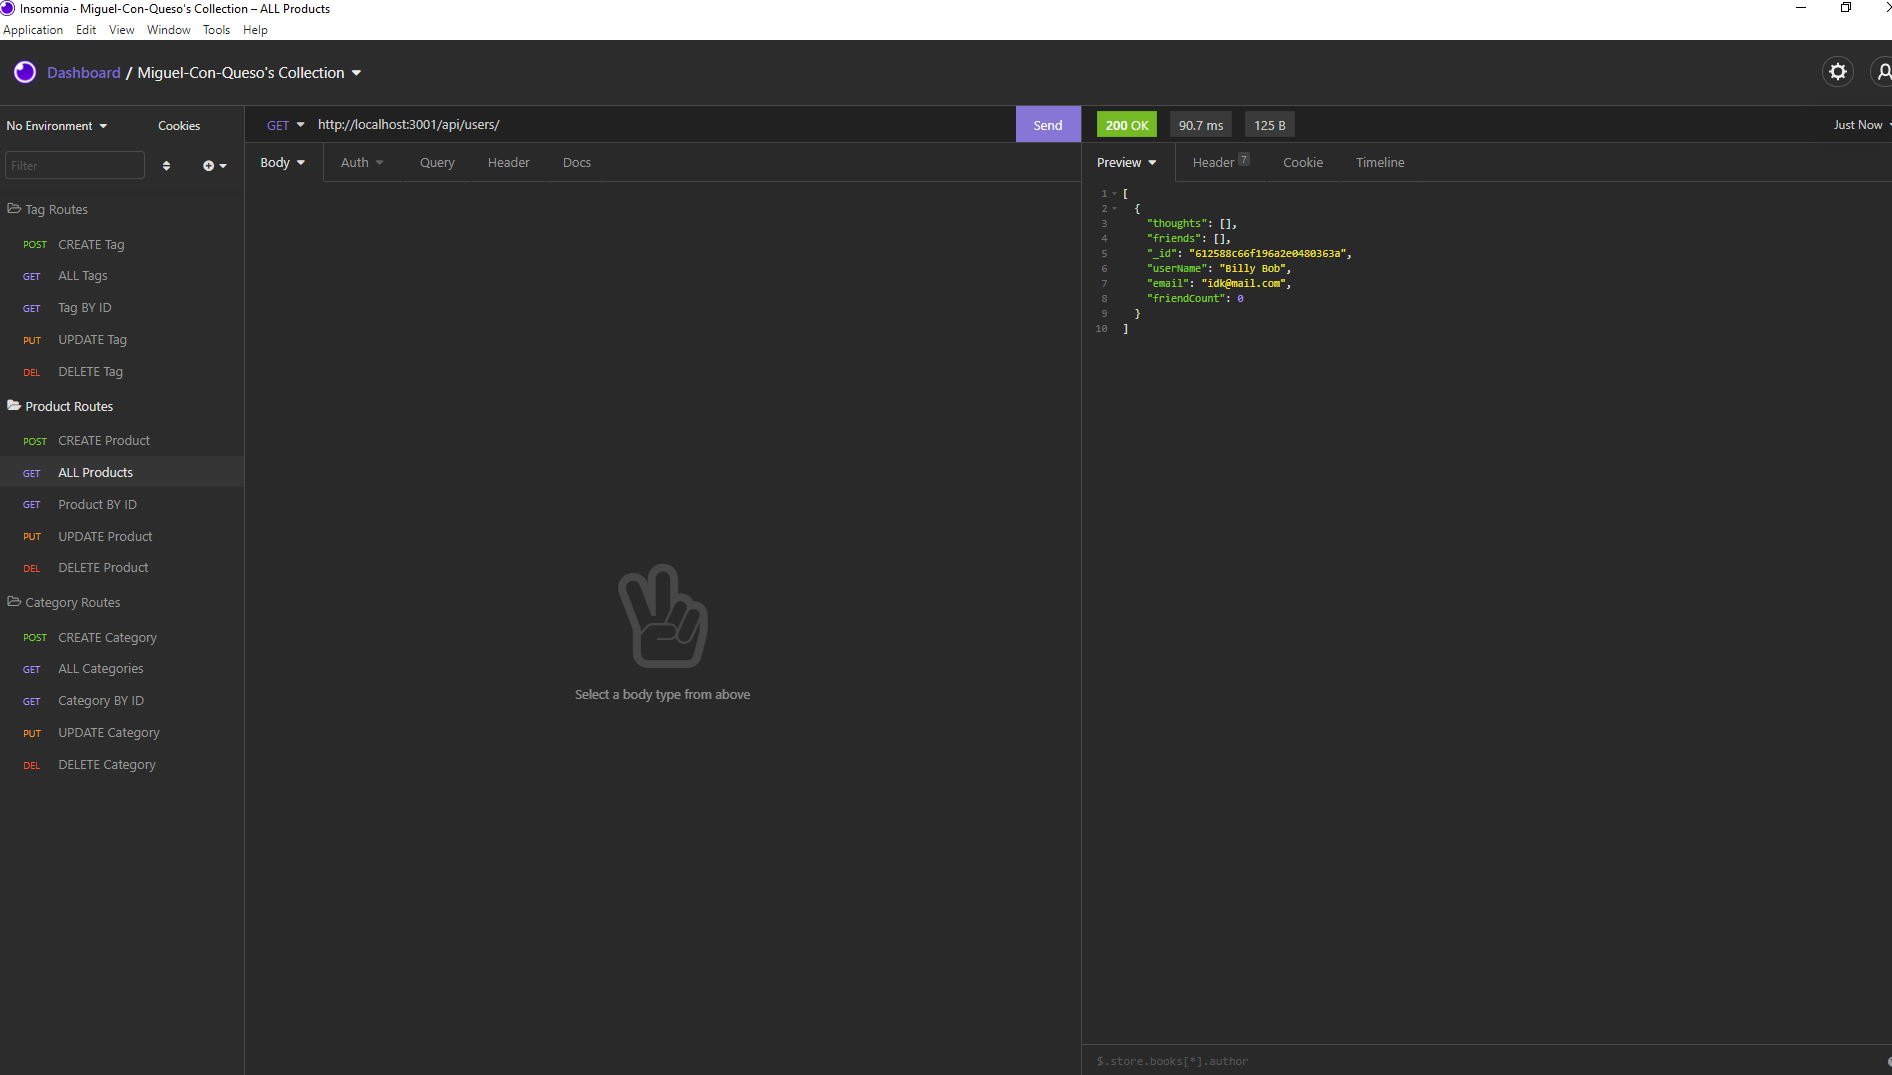 Insomnia - Miguel-Con-Queso's Collection – ALL Products
Application Edit View Window Tools Help
Dashboard / Miguel-Con-Queso's Collection
No Environment Cookies
Filter
Tag Routes
POST CREATE Tag
GET ALL Tags
GET Tag BY ID
PUT UPDATE Tag
DEL DELETE Tag
Product Routes
POST CREATE Product
GET ALL Products
GET Product BY ID
PUT UPDATE Product
DEL DELETE Product
Category Routes
POST CREATE Category
GET ALL Categories
GET Category BY ID
PUT UPDATE Category
DEL DELETE Category
GET http://localhost:3001/api/users/ Send
Body Auth Query Header Docs
Select a body type from above
200 OK 90.7 ms 125 B Just Now
Preview Header 7 Cookie Timeline
1 [
2 {
3 "thoughts": [],
4 "friends": [],
5 "_id": "612588c66f196a2e0480363a",
6 "userName": "Billy Bob",
7 "email": "idk@mail.com",
8 "friendCount": 0
9 }
10 ]
$.store.books[*].author